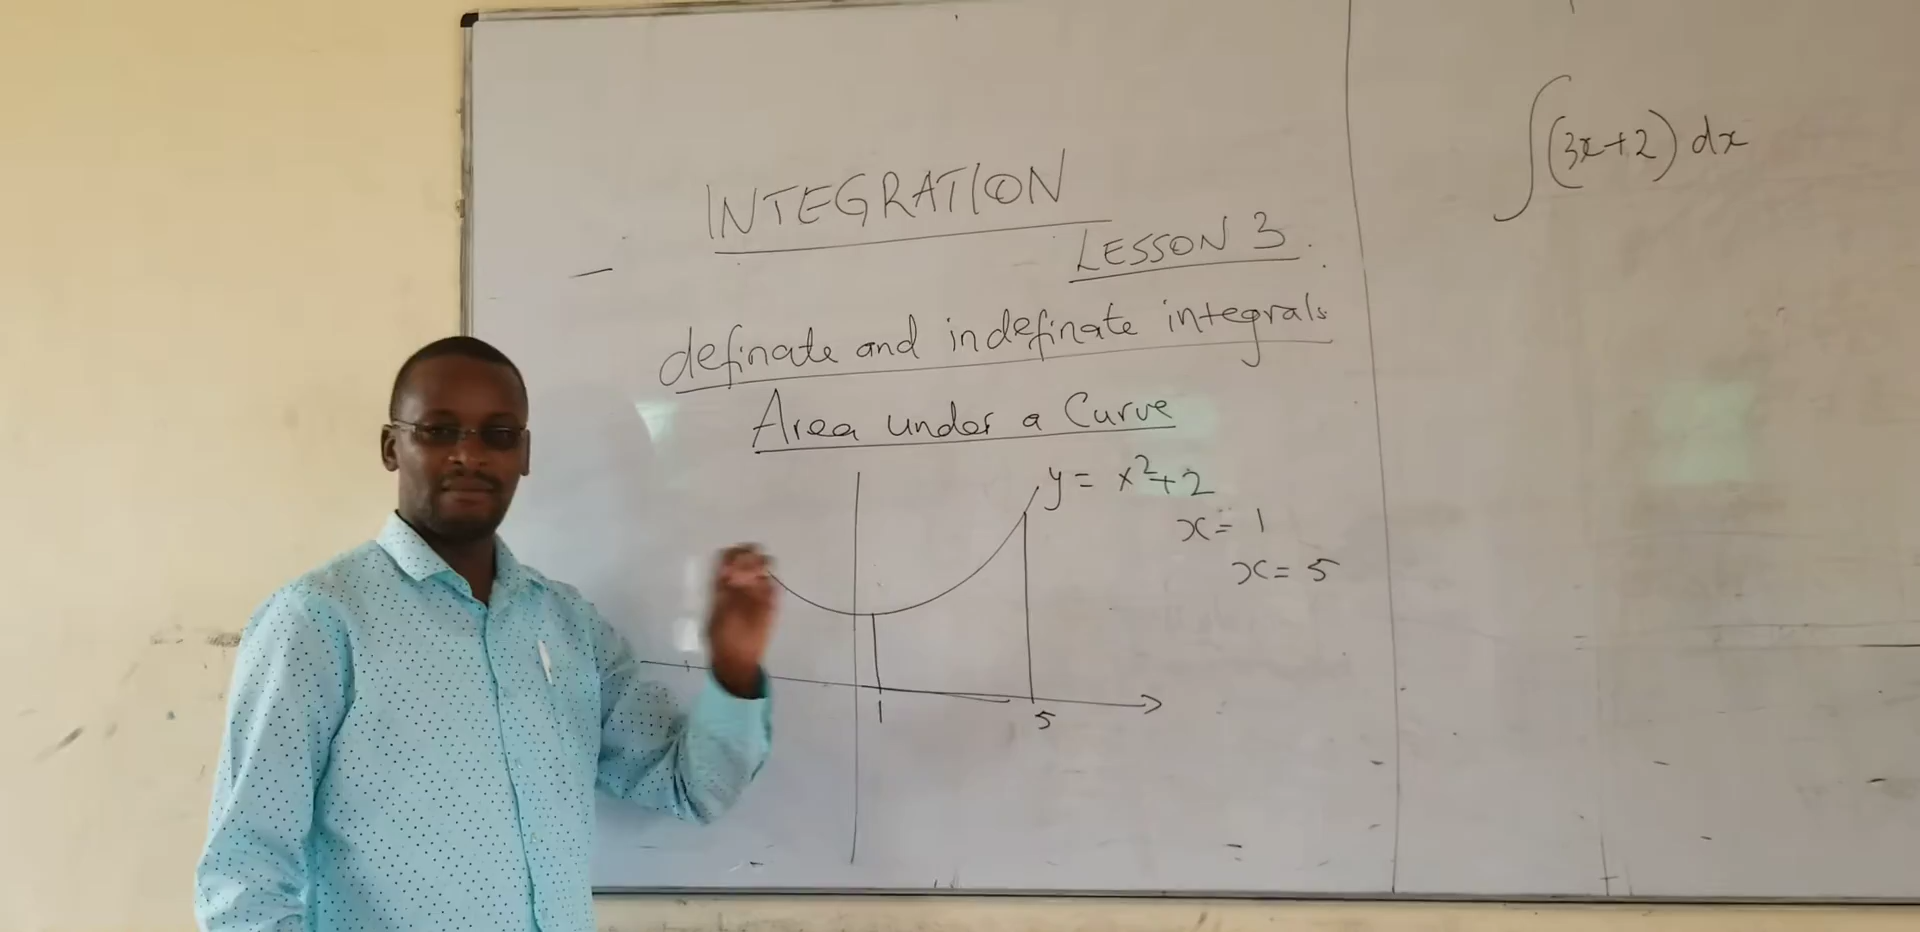 INTEGRATION
LESSON 3.
definate and indefinate integrals.
Area under a Curve
y = x²+2
x = 1
x = 5
1
5
∫(3x+2) dx